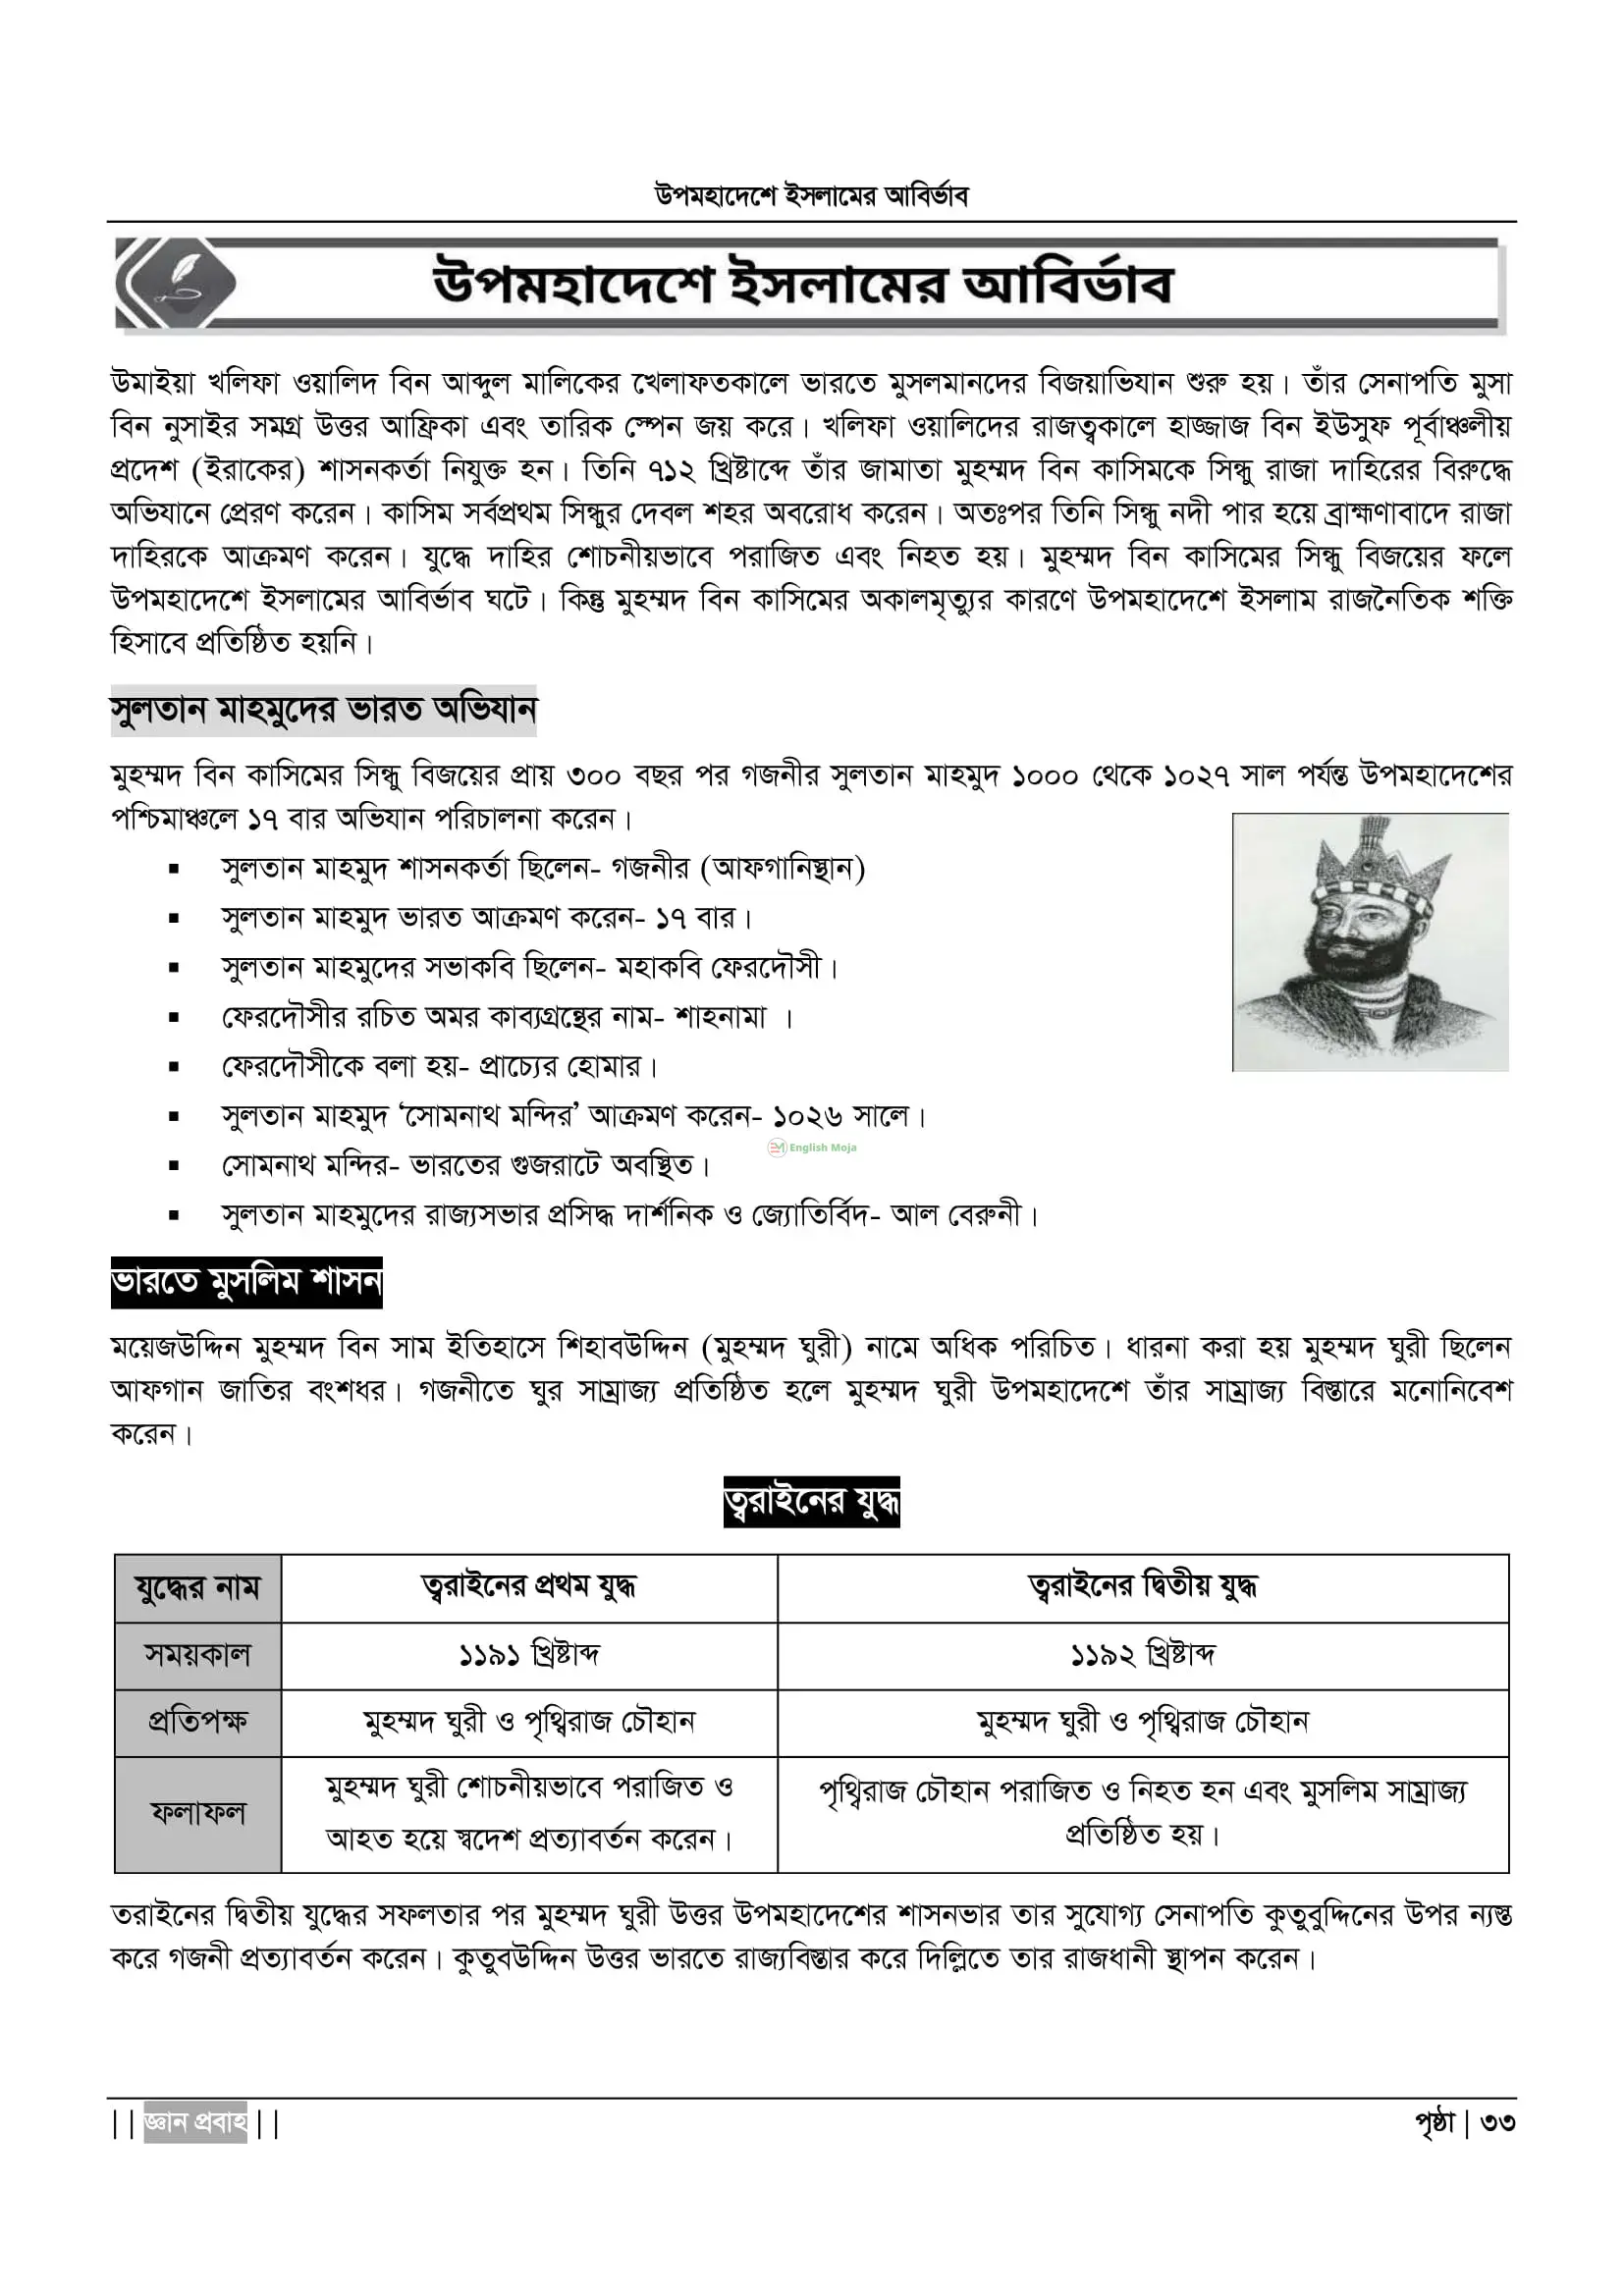 উপমহাদেশে ইসলামের আবির্ভাব
উপমহাদেশে ইসলামের আবির্ভাব
উমাইয়া খলিফা ওয়ালিদ বিন আব্দুল মালিকের খেলাফতকালে ভারতে মুসলমানদের বিজয়াভিযান শুরু হয়। তাঁর সেনাপতি মুসা
বিন নুসাইর সমগ্র উত্তর আফ্রিকা এবং তারিক স্পেন জয় করে। খলিফা ওয়ালিদের রাজত্বকালে হাজ্জাজ বিন ইউসুফ পূর্বাঞ্চলীয়
প্রদেশ (ইরাকের) শাসনকর্তা নিযুক্ত হন। তিনি ৭১২ খ্রিষ্টাব্দে তাঁর জামাতা মুহম্মদ বিন কাসিমকে সিন্ধু রাজা দাহিরের বিরুদ্ধে
অভিযানে প্রেরণ করেন। কাসিম সর্বপ্রথম সিন্ধুর দেবল শহর অবরোধ করেন। অতঃপর তিনি সিন্ধু নদী পার হয়ে ব্রাহ্মণাবাদে রাজা
দাহিরকে আক্রমণ করেন। যুদ্ধে দাহির শোচনীয়ভাবে পরাজিত এবং নিহত হয়। মুহম্মদ বিন কাসিমের সিন্ধু বিজয়ের ফলে
উপমহাদেশে ইসলামের আবির্ভাব ঘটে। কিন্তু মুহম্মদ বিন কাসিমের অকালমৃত্যুর কারণে উপমহাদেশে ইসলাম রাজনৈতিক শক্তি
হিসাবে প্রতিষ্ঠিত হয়নি।
সুলতান মাহমুদের ভারত অভিযান
মুহম্মদ বিন কাসিমের সিন্ধু বিজয়ের প্রায় ৩০০ বছর পর গজনীর সুলতান মাহমুদ ১০০০ থেকে ১০২৭ সাল পর্যন্ত উপমহাদেশের
পশ্চিমাঞ্চলে ১৭ বার অভিযান পরিচালনা করেন।
▪ সুলতান মাহমুদ শাসনকর্তা ছিলেন- গজনীর (আফগানিস্থান)
▪ সুলতান মাহমুদ ভারত আক্রমণ করেন- ১৭ বার।
▪ সুলতান মাহমুদের সভাকবি ছিলেন- মহাকবি ফেরদৌসী।
▪ ফেরদৌসীর রচিত অমর কাব্যগ্রন্থের নাম- শাহনামা ।
▪ ফেরদৌসীকে বলা হয়- প্রাচ্যের হোমার।
▪ সুলতান মাহমুদ ‘সোমনাথ মন্দির’ আক্রমণ করেন- ১০২৬ সালে।
English Moja
▪ সোমনাথ মন্দির- ভারতের গুজরাটে অবস্থিত।
▪ সুলতান মাহমুদের রাজ্যসভার প্রসিদ্ধ দার্শনিক ও জ্যোতির্বিদ- আল বেরুনী।
ভারতে মুসলিম শাসন
ময়েজউদ্দিন মুহম্মদ বিন সাম ইতিহাসে শিহাবউদ্দিন (মুহম্মদ ঘুরী) নামে অধিক পরিচিত। ধারনা করা হয় মুহম্মদ ঘুরী ছিলেন
আফগান জাতির বংশধর। গজনীতে ঘুর সাম্রাজ্য প্রতিষ্ঠিত হলে মুহম্মদ ঘুরী উপমহাদেশে তাঁর সাম্রাজ্য বিস্তারে মনোনিবেশ
করেন।
ত্বরাইনের যুদ্ধ
যুদ্ধের নাম ত্বরাইনের প্রথম যুদ্ধ ত্বরাইনের দ্বিতীয় যুদ্ধ
সময়কাল ১১৯১ খ্রিষ্টাব্দ ১১৯২ খ্রিষ্টাব্দ
প্রতিপক্ষ মুহম্মদ ঘুরী ও পৃথ্বিরাজ চৌহান মুহম্মদ ঘুরী ও পৃথ্বিরাজ চৌহান
ফলাফল
মুহম্মদ ঘুরী শোচনীয়ভাবে পরাজিত ও
আহত হয়ে স্বদেশ প্রত্যাবর্তন করেন।
পৃথ্বিরাজ চৌহান পরাজিত ও নিহত হন এবং মুসলিম সাম্রাজ্য
প্রতিষ্ঠিত হয়।
তরাইনের দ্বিতীয় যুদ্ধের সফলতার পর মুহম্মদ ঘুরী উত্তর উপমহাদেশের শাসনভার তার সুযোগ্য সেনাপতি কুতুবুদ্দিনের উপর ন্যস্ত
করে গজনী প্রত্যাবর্তন করেন। কুতুবউদ্দিন উত্তর ভারতে রাজ্যবিস্তার করে দিল্লিতে তার রাজধানী স্থাপন করেন।
| | জ্ঞান প্রবাহ | | পৃষ্ঠা | ৩৩